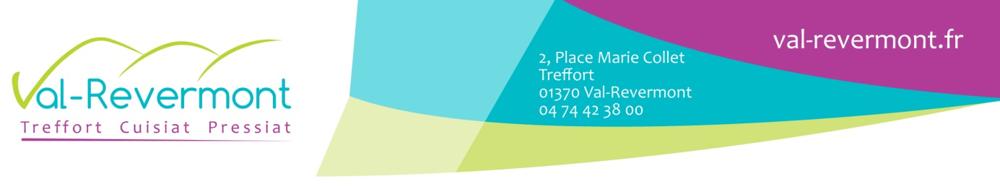 Val-Revermont
Treffort Cuisiat Pressiat
2, Place Marie Collet
Treffort
01370 Val-Revermont
04 74 42 38 00
val-revermont.fr